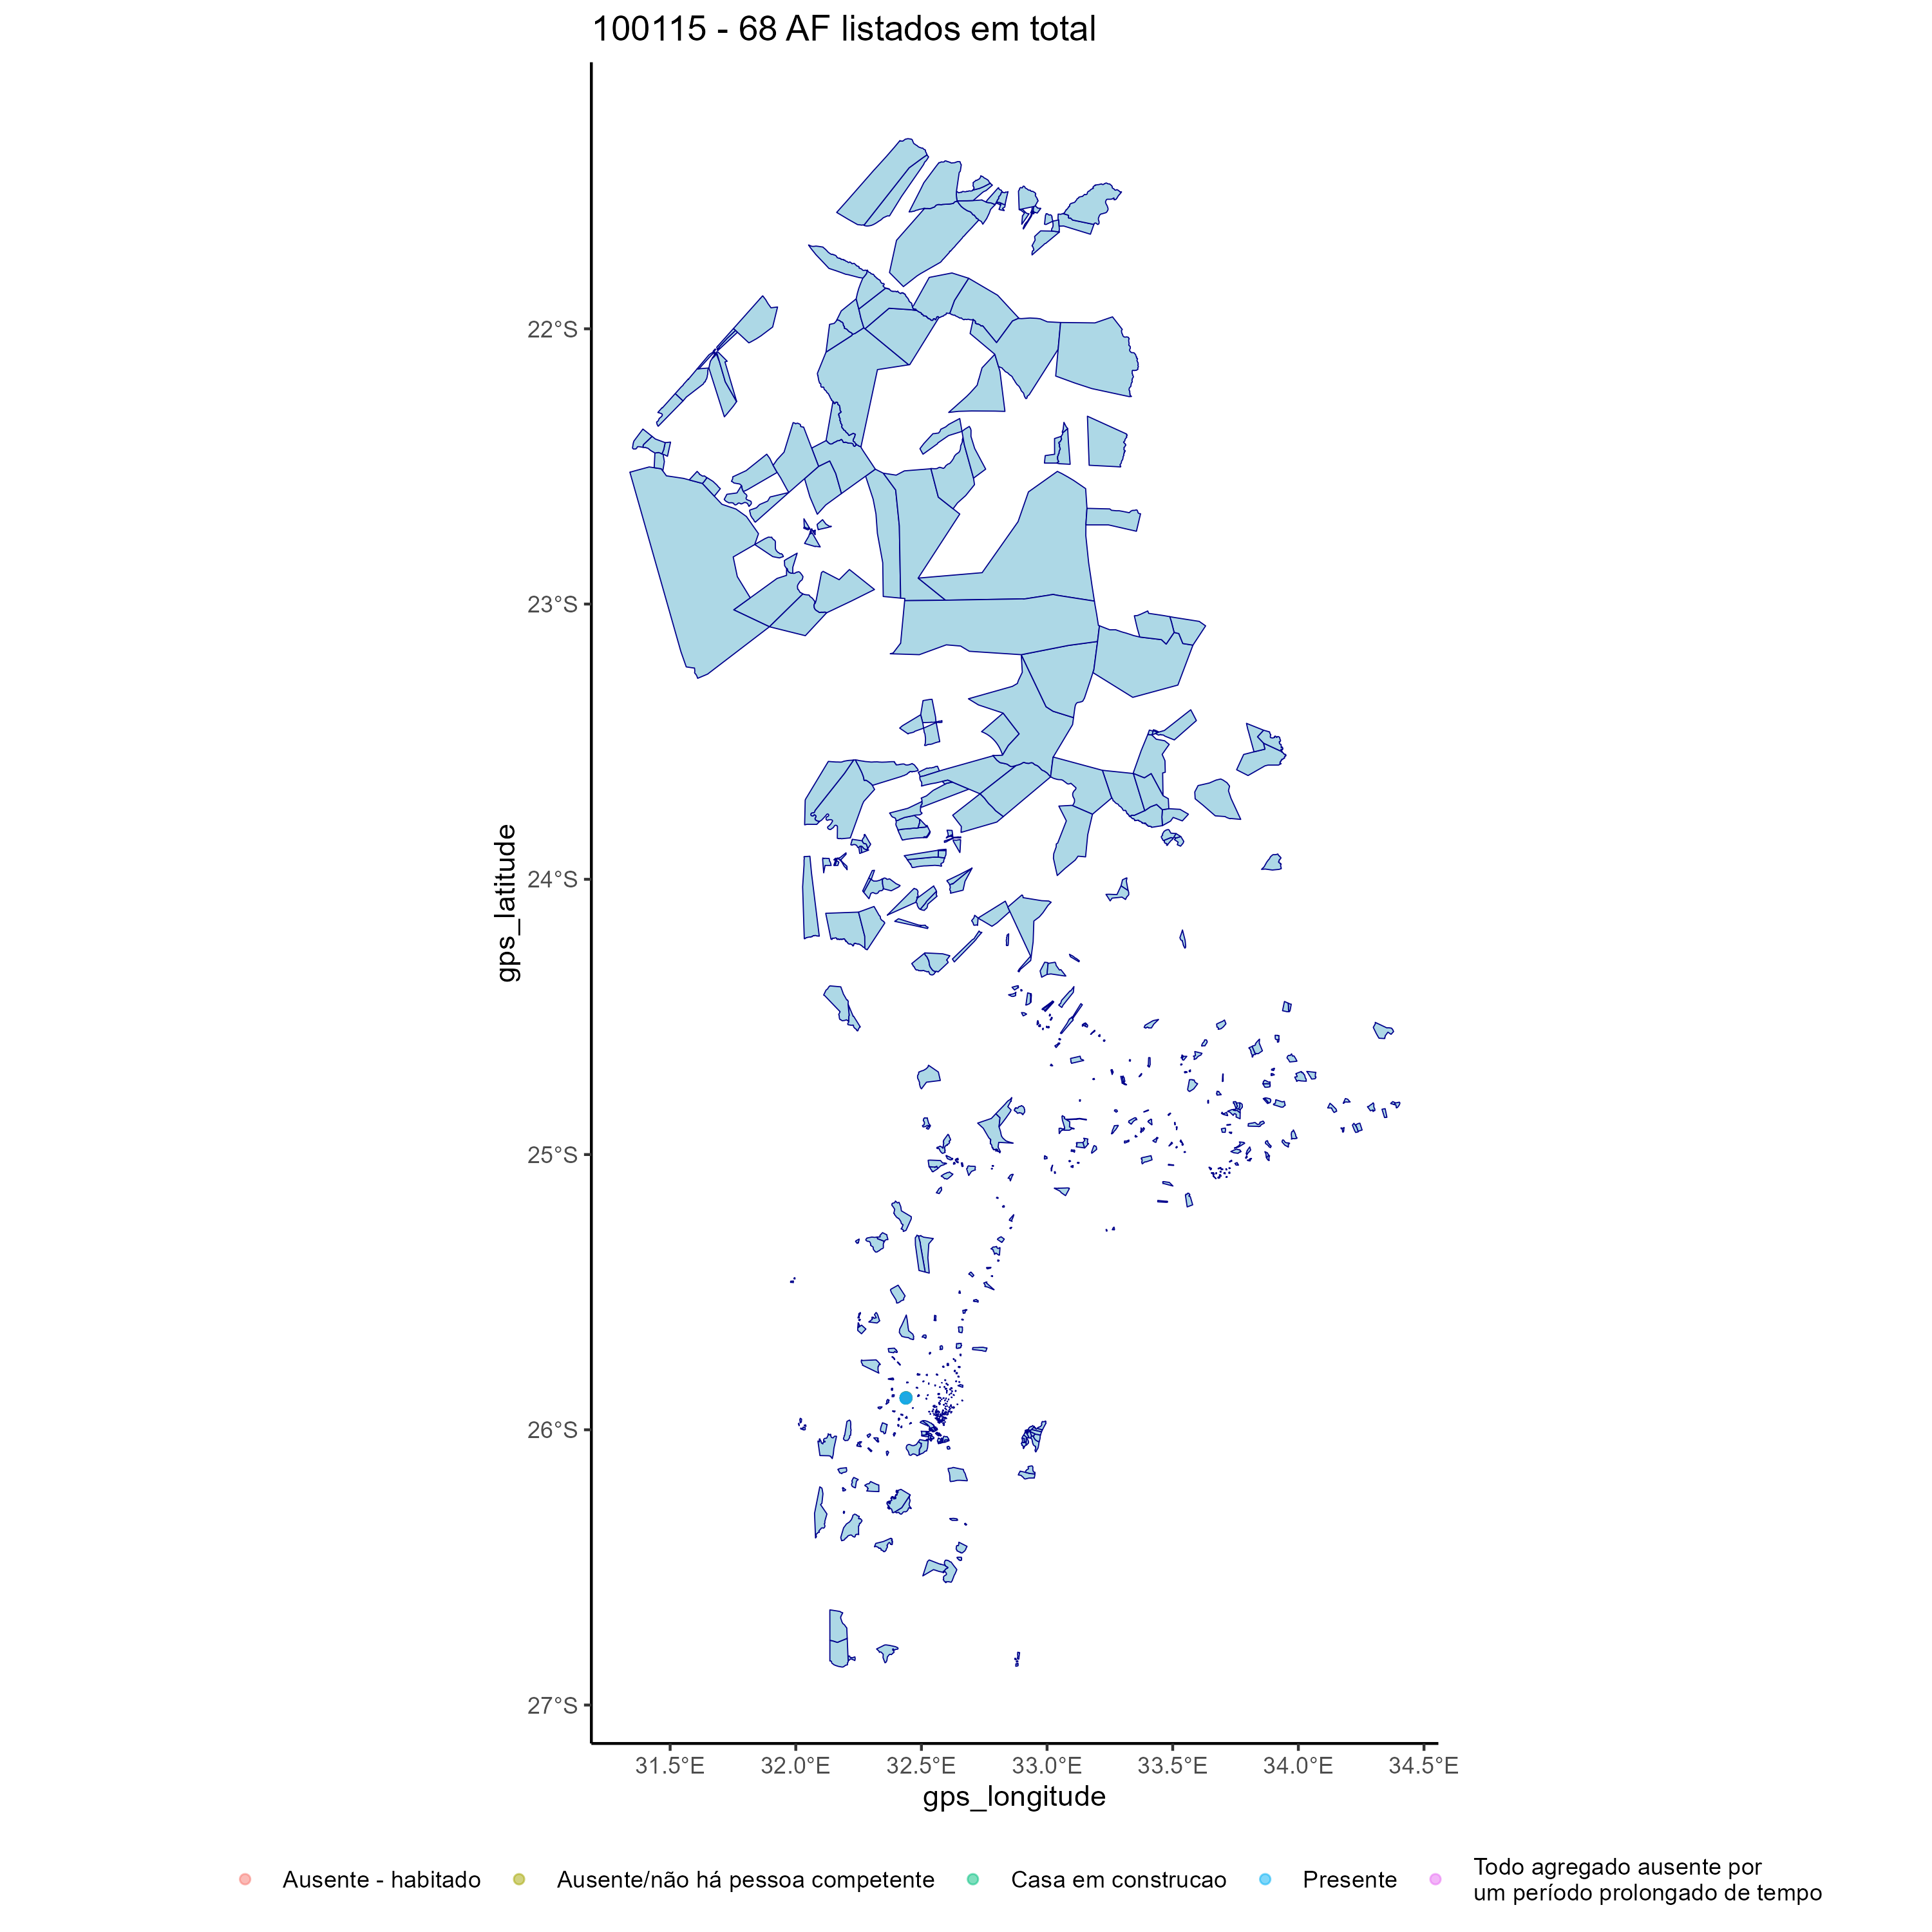 100115 - 68 AF listados em total
22°S
23°S
24°S
25°S
26°S
27°S
gps_latitude
31.5°E 32.0°E 32.5°E 33.0°E 33.5°E 34.0°E 34.5°E
gps_longitude
Ausente - habitado Ausente/não há pessoa competente Casa em construcao Presente Todo agregado ausente por
um período prolongado de tempo